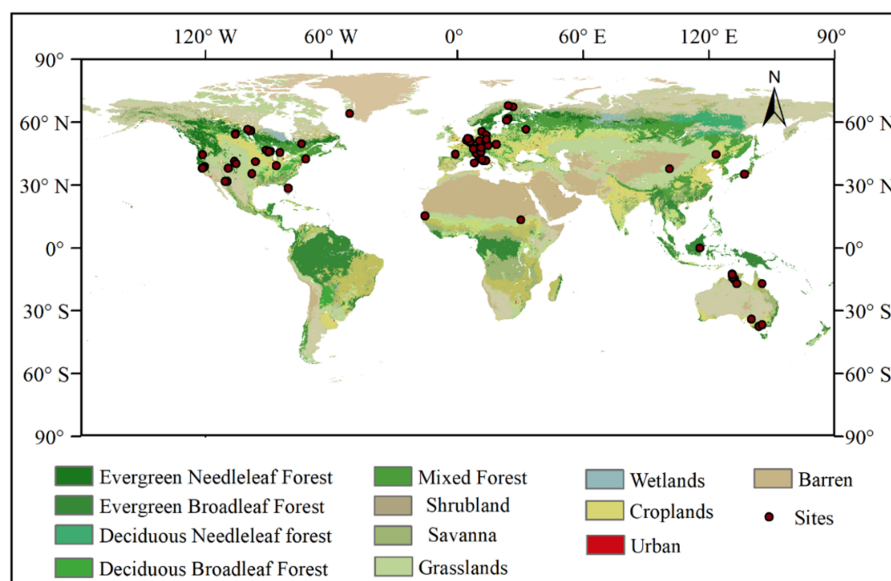 120° W 60° W 0° 60° E 120° E 90°
90° 90°
N
60° N 60° N
30° N 30° N
0° 0°
30° S 30° S
60° S 60° S
90° 90°
Evergreen Needleleaf Forest Mixed Forest Wetlands Barren
Evergreen Broadleaf Forest Shrubland Croplands Sites
Deciduous Needleleaf forest Savanna Urban
Deciduous Broadleaf Forest Grasslands